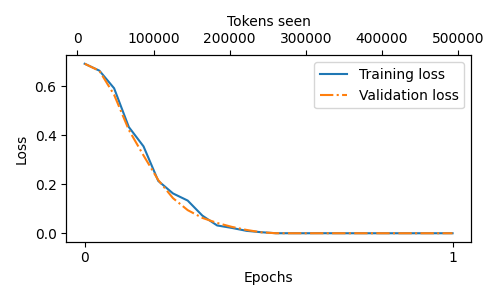 Tokens seen
0 100000 200000 300000 400000 500000
Training loss
Validation loss
0.6
0.4
0.2
0.0
Loss
0 1
Epochs